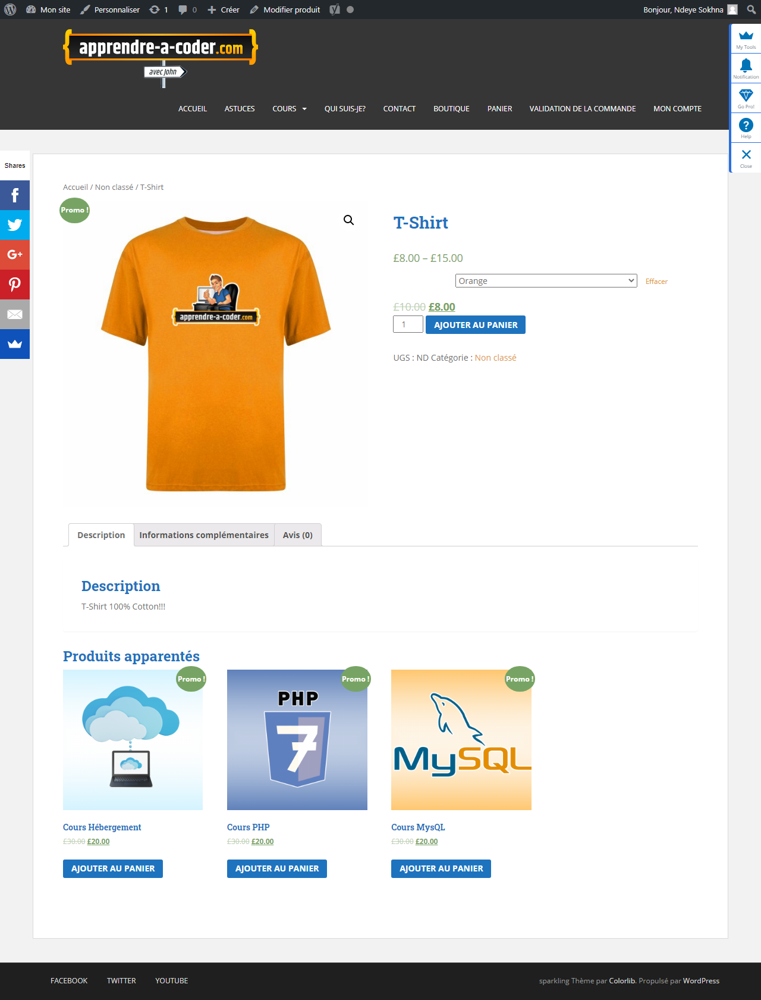 Mon site Personnaliser 1 0 Créer Modifier produit Bonjour, Ndeye Sokhna
apprendre-a-coder.com
avec John
My Tools
Notification
Go Pro!
Help
Close
ACCUEIL ASTUCES COURS QUI SUIS-JE? CONTACT BOUTIQUE PANIER VALIDATION DE LA COMMANDE MON COMPTE
Shares
Accueil / Non classé / T-Shirt
Promo !
T-Shirt
£8.00 – £15.00
Orange Effacer
£10.00 £8.00
1 AJOUTER AU PANIER
UGS : ND Catégorie : Non classé
apprendre-a-coder.com
Description Informations complémentaires Avis (0)
Description
T-Shirt 100% Cotton!!!
Produits apparentés
Promo ! Promo ! Promo !
PHP
7
MySQL
Cours Hébergement Cours PHP Cours MysQL
£30.00 £20.00 £30.00 £20.00 £30.00 £20.00
AJOUTER AU PANIER AJOUTER AU PANIER AJOUTER AU PANIER
FACEBOOK TWITTER YOUTUBE sparkling Thème par Colorlib. Propulsé par WordPress